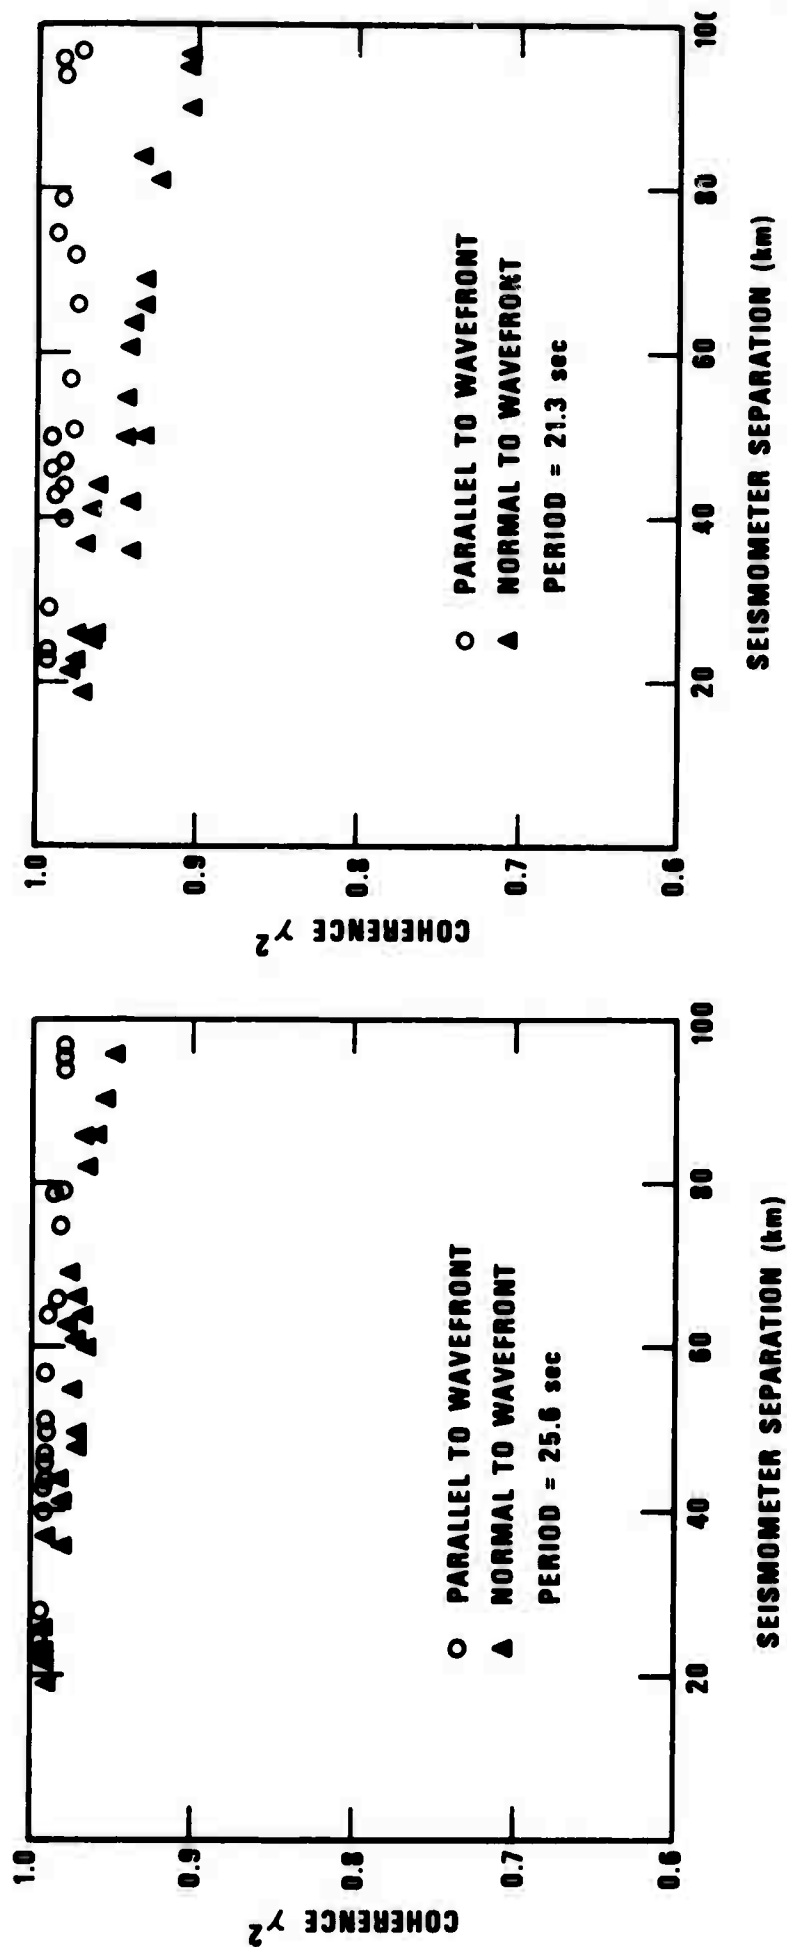 COHERENCE γ²
1.0
0.9
0.8
0.7
0.6
20
40
60
80
100
SEISMOMETER SEPARATION (km)
PARALLEL TO WAVEFRONT
NORMAL TO WAVEFRONT
PERIOD = 25.6 sec
COHERENCE γ²
1.0
0.9
0.8
0.7
0.6
20
40
60
80
10
SEISMOMETER SEPARATION (km)
PARALLEL TO WAVEFRONT
NORMAL TO WAVEFRONT
PERIOD = 21.3 sec